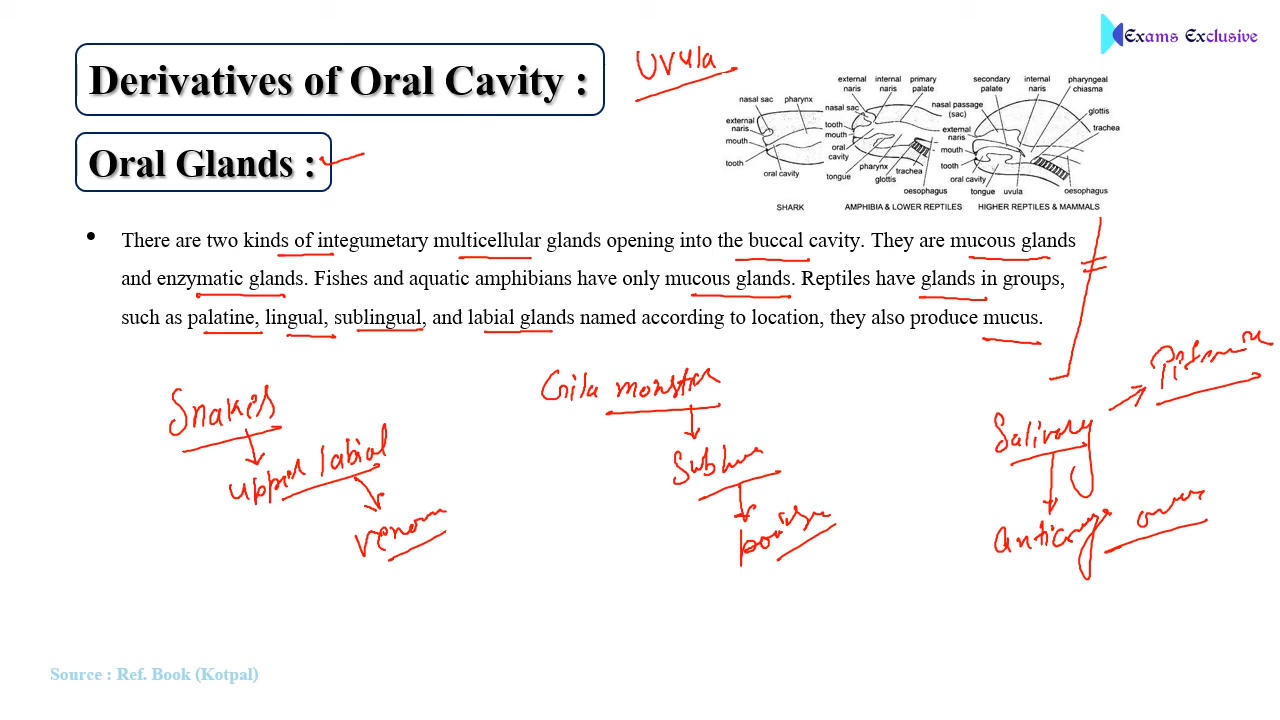 Exams Exclusive
Derivatives of Oral Cavity :
Uvula
Oral Glands :
nasal sac
pharynx
external naris
mouth
tooth
oral cavity
SHARK
external naris
internal naris
primary palate
nasal sac
tooth
mouth
oral cavity
tongue
pharynx
glottis
trachea
oesophagus
AMPHIBIA & LOWER REPTILES
secondary palate
internal naris
pharyngeal chiasma
nasal passage (sac)
glottis
trachea
external naris
mouth
tooth
oral cavity
tongue
uvula
oesophagus
HIGHER REPTILES & MAMMALS
• There are two kinds of integumetary multicellular glands opening into the buccal cavity. They are mucous glands
and enzymatic glands. Fishes and aquatic amphibians have only mucous glands. Reptiles have glands in groups,
such as palatine, lingual, sublingual, and labial glands named according to location, they also produce mucus.
Snakes
upper labial
venom
Gila monster
Salivary
Source : Ref. Book (Kotpal)